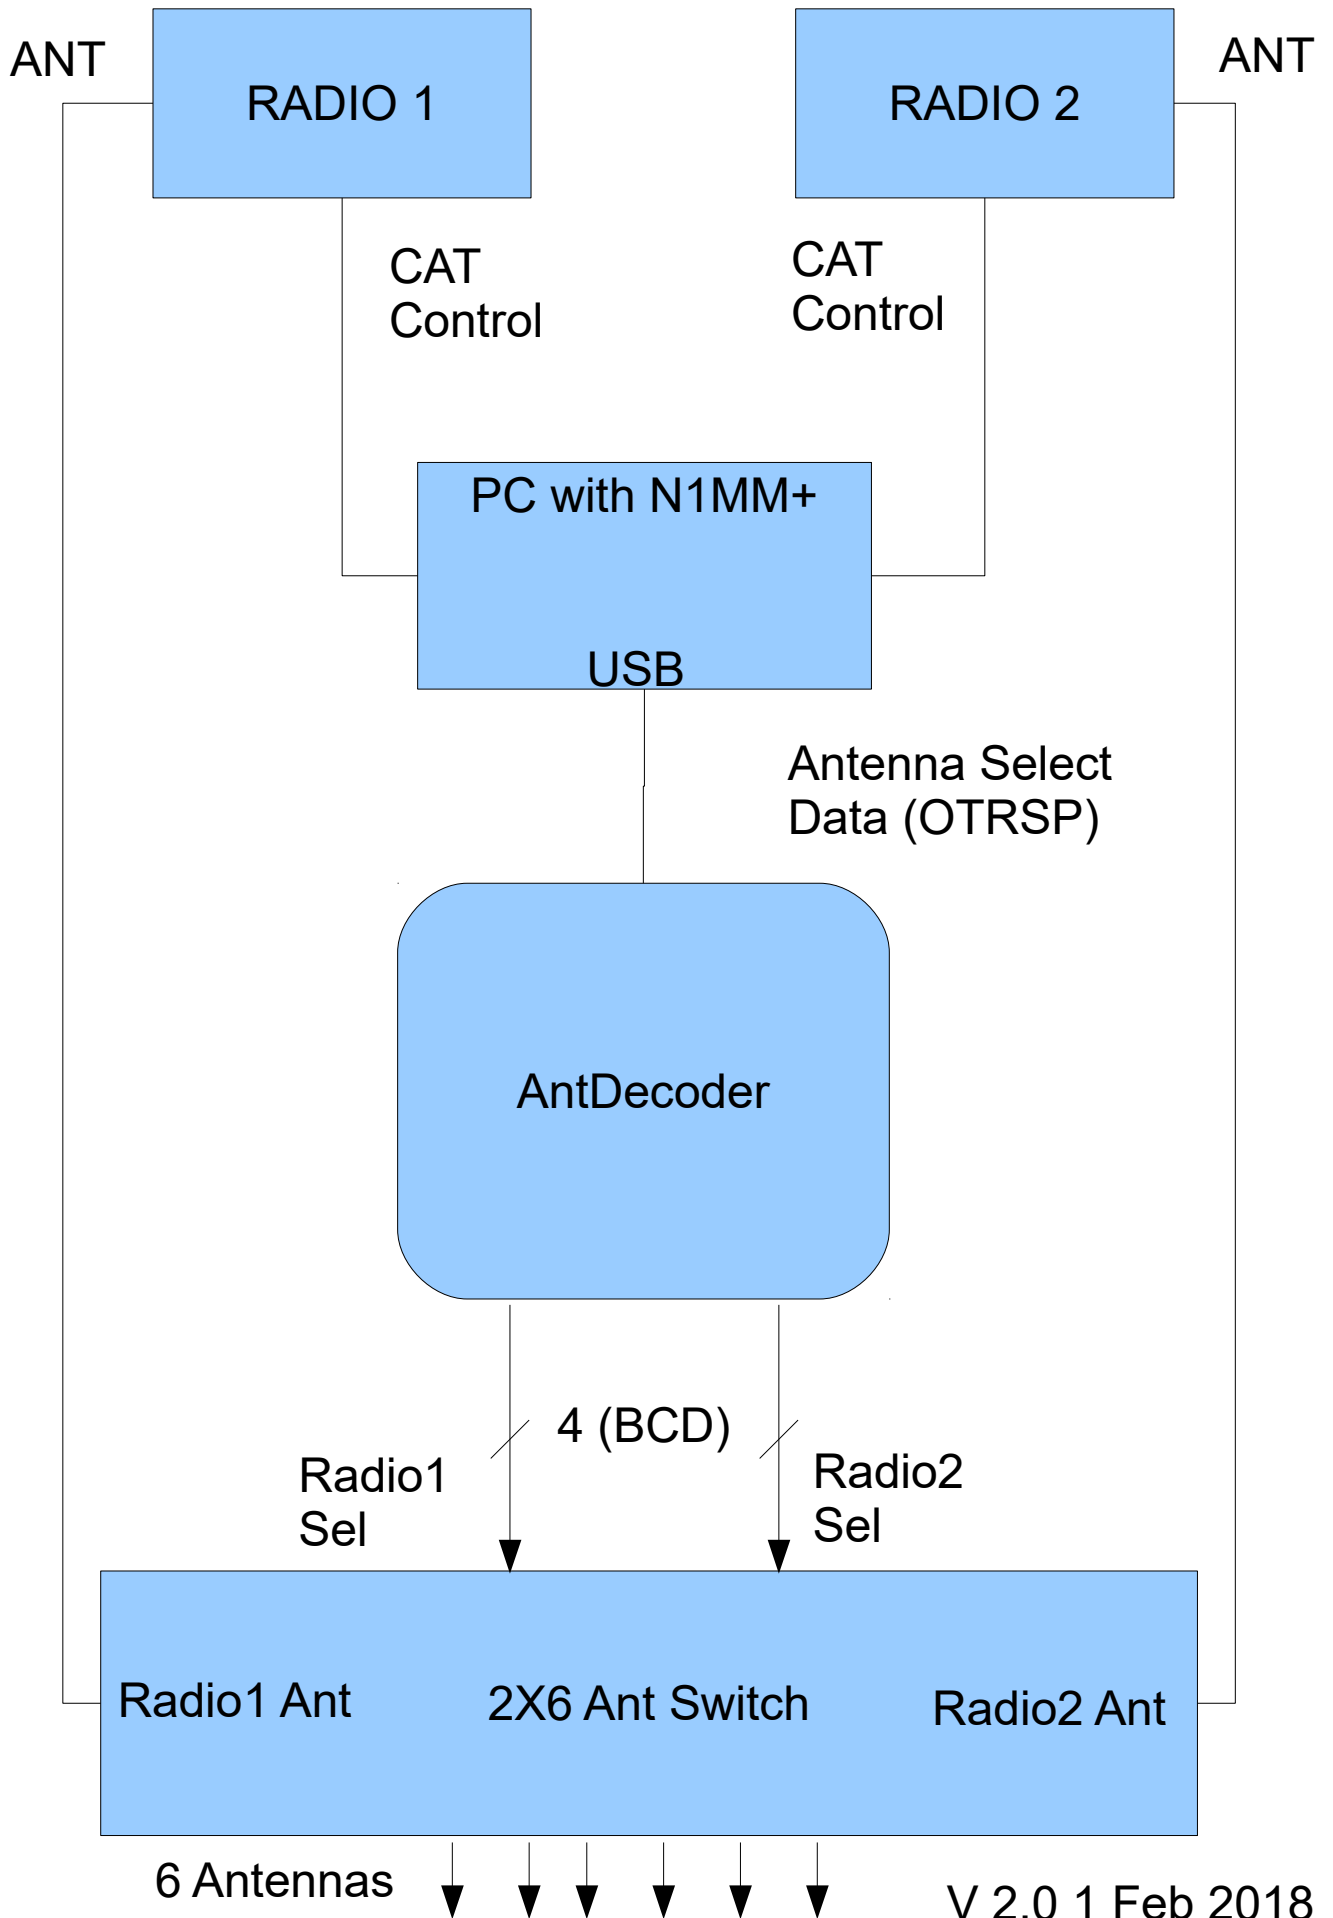 ANT
RADIO 1
RADIO 2
ANT
CAT
Control
CAT
Control
PC with N1MM+
USB
Antenna Select
Data (OTRSP)
AntDecoder
4 (BCD)
Radio1
Sel
Radio2
Sel
Radio1 Ant
2X6 Ant Switch
Radio2 Ant
6 Antennas
V 2.0 1 Feb 2018